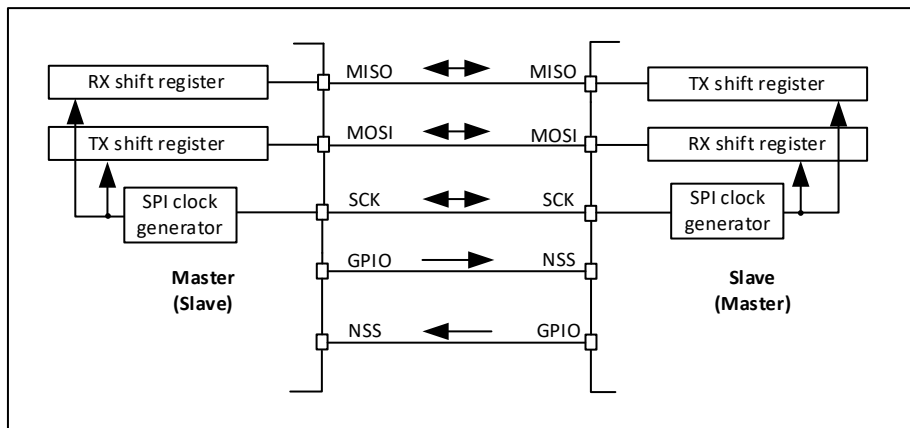 MISO MISO
RX shift register TX shift register
MOSI MOSI
TX shift register RX shift register
SCK SCK
SPI clock SPI clock
generator generator
GPIO NSS
Master Slave
(Slave) (Master)
NSS GPIO